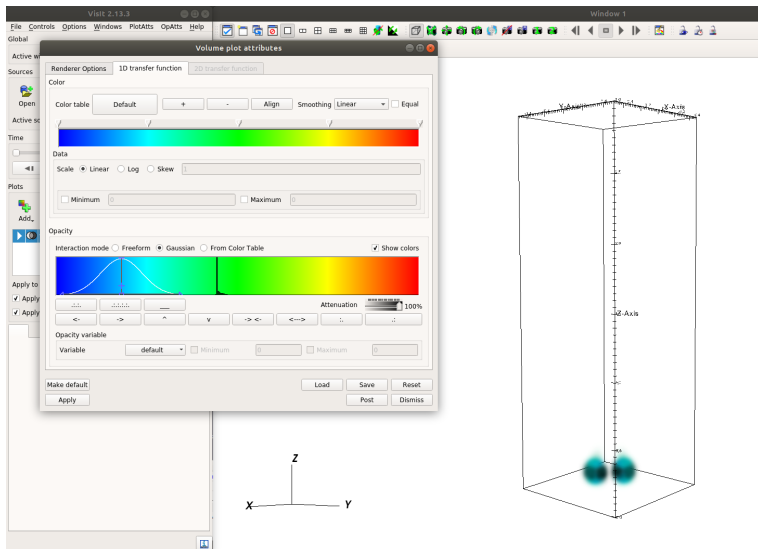 VisIt 2.13.3
Window 1
File Controls Options Windows PlotAtts OpAtts Help
Global
Active w
Sources
Open
Active so
Time
Plots
Add
Apply to
Apply
Apply
Volume plot attributes
Renderer Options 1D transfer function 2D transfer function
Color
Color table Default + - Align Smoothing Linear Equal
Data
Scale Linear Log Skew 1
Minimum 0 Maximum 0
Opacity
Interaction mode Freeform Gaussian From Color Table Show colors
Attenuation 100%
<- -> ^ v -> <- <---> :. .:
Opacity variable
Variable default Minimum 0 Maximum 0
Make default Load Save Reset
Apply Post Dismiss
Y-Axis X-Axis
Z-Axis
Z
X Y